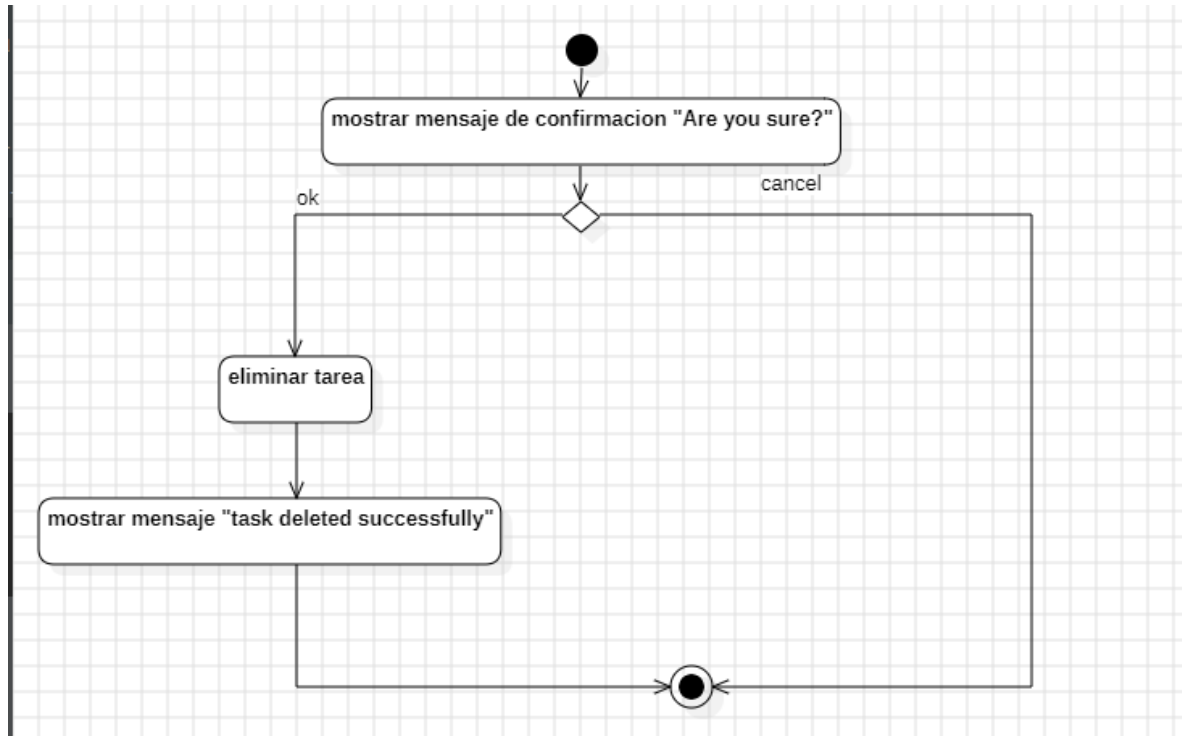 mostrar mensaje de confirmacion "Are you sure?"
cancel
ok
eliminar tarea
mostrar mensaje "task deleted successfully"